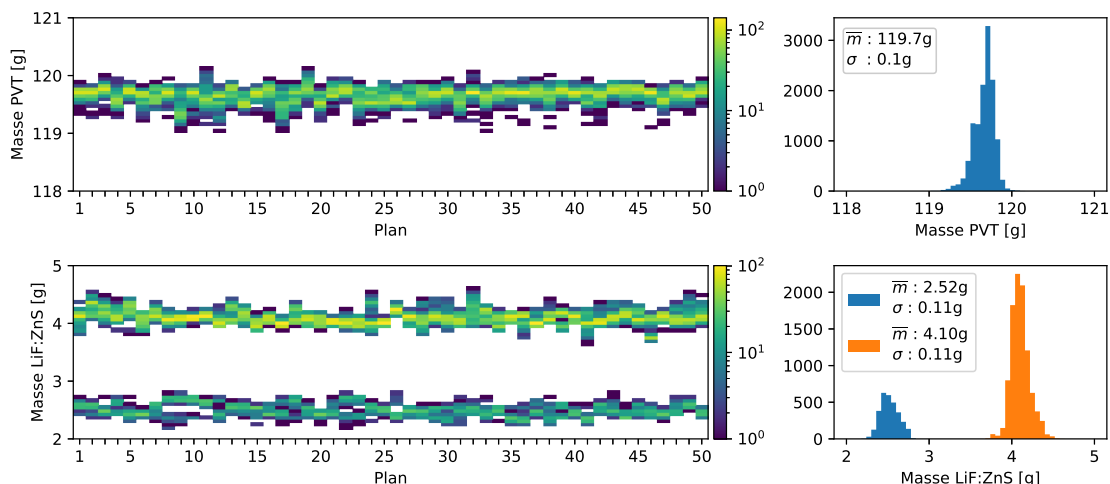 121
120
119
118
Masse PVT [g]
1 5 10 15 20 25 30 35 40 45 50
Plan
10²
10¹
10⁰
m̅ : 119.7g
σ : 0.1g
3000
2000
1000
0
118 119 120 121
Masse PVT [g]
5
4
3
2
Masse LiF:ZnS [g]
1 5 10 15 20 25 30 35 40 45 50
Plan
10²
10¹
10⁰
m̅ : 2.52g
σ : 0.11g
m̅ : 4.10g
σ : 0.11g
2000
1500
1000
500
0
2 3 4 5
Masse LiF:ZnS [g]